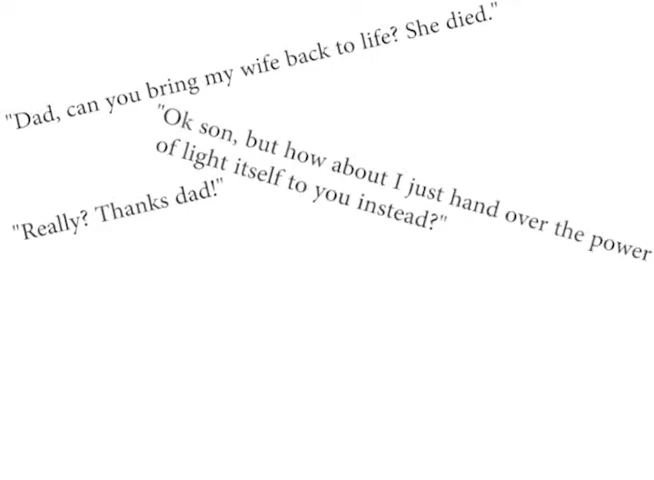 "Dad, can you bring my wife back to life? She died."
"Ok son, but how about I just hand over the power
of light itself to you instead?"
"Really? Thanks dad!"